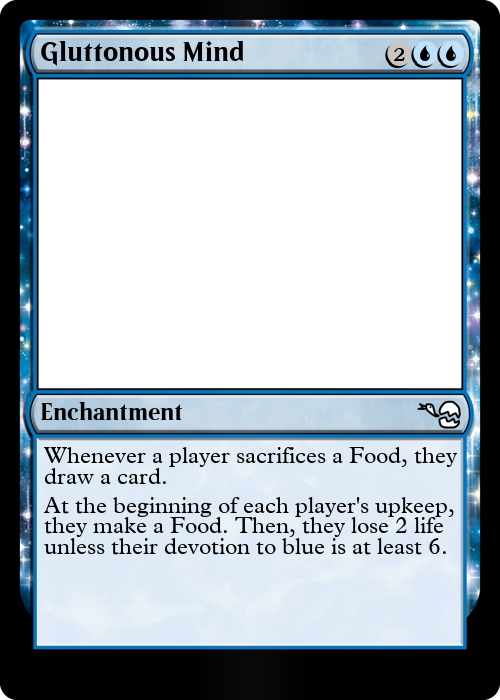 Gluttonous Mind 2
Enchantment
Whenever a player sacrifices a Food, they
draw a card.
At the beginning of each player's upkeep,
they make a Food. Then, they lose 2 life
unless their devotion to blue is at least 6.